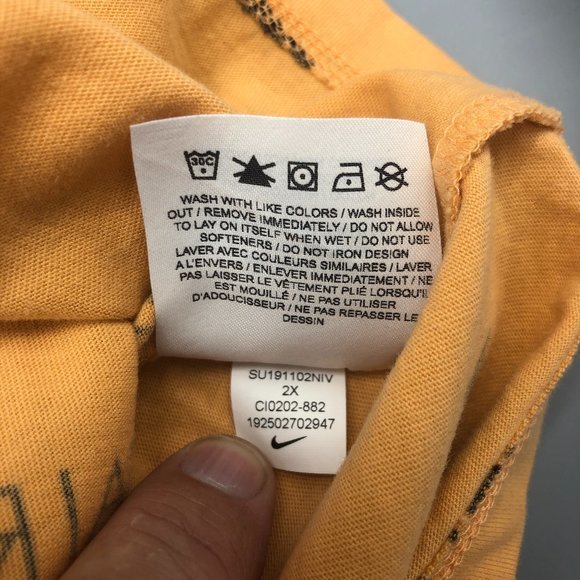 30C
WASH WITH LIKE COLORS / WASH INSIDE
OUT / REMOVE IMMEDIATELY / DO NOT ALLOW
TO LAY ON ITSELF WHEN WET / DO NOT USE
SOFTENERS / DO NOT IRON DESIGN
LAVER AVEC COULEURS SIMILAIRES / LAVER
A L'ENVERS / ENLEVER IMMEDIATEMENT / NE
PAS LAISSER LE VÊTEMENT PLIÉ LORSQU'IL
EST MOUILLÉ / NE PAS UTILISER
D'ADOUCISSEUR / NE PAS REPASSER LE
DESSIN
SU191102NIV
2X
CI0202-882
192502702947